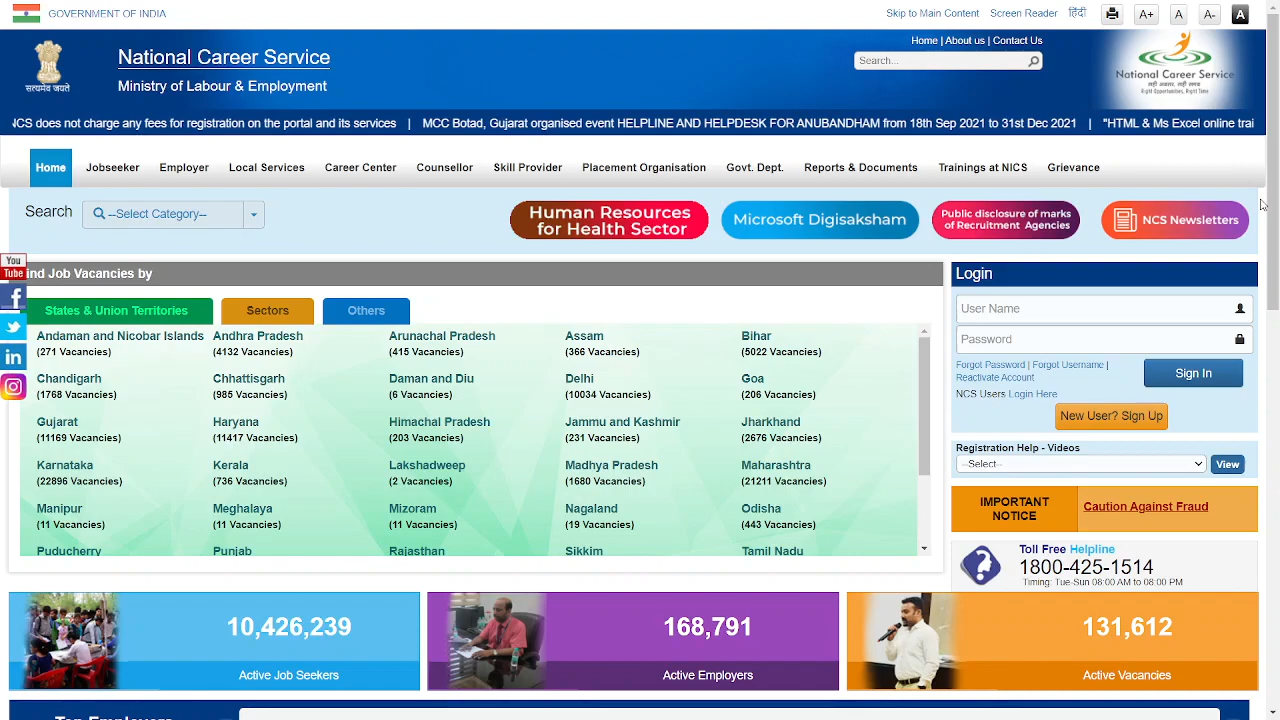 GOVERNMENT OF INDIA
Skip to Main Content
Screen Reader
हिंदी
A+
A
A-
A
सत्यमेव जयते
National Career Service
Ministry of Labour & Employment
Home | About us | Contact Us
Search...
National Career Service
सही अवसर, सही समय
Right Opportunities, Right Time
NCS does not charge any fees for registration on the portal and its services | MCC Botad, Gujarat organised event HELPLINE AND HELPDESK FOR ANUBANDHAM from 18th Sep 2021 to 31st Dec 2021 | "HTML & Ms Excel online trai
Home
Jobseeker
Employer
Local Services
Career Center
Counsellor
Skill Provider
Placement Organisation
Govt. Dept.
Reports & Documents
Trainings at NICS
Grievance
Search
--Select Category--
Human Resources
for Health Sector
Microsoft Digisaksham
Public disclosure of marks
of Recruitment Agencies
NCS Newsletters
You
Tube
ind Job Vacancies by
States & Union Territories
Sectors
Others
Andaman and Nicobar Islands
(271 Vacancies)
Andhra Pradesh
(4132 Vacancies)
Arunachal Pradesh
(415 Vacancies)
Assam
(366 Vacancies)
Bihar
(5022 Vacancies)
Chandigarh
(1768 Vacancies)
Chhattisgarh
(985 Vacancies)
Daman and Diu
(6 Vacancies)
Delhi
(10034 Vacancies)
Goa
(206 Vacancies)
Gujarat
(11169 Vacancies)
Haryana
(11417 Vacancies)
Himachal Pradesh
(203 Vacancies)
Jammu and Kashmir
(231 Vacancies)
Jharkhand
(2676 Vacancies)
Karnataka
(22896 Vacancies)
Kerala
(736 Vacancies)
Lakshadweep
(2 Vacancies)
Madhya Pradesh
(1680 Vacancies)
Maharashtra
(21211 Vacancies)
Manipur
(11 Vacancies)
Meghalaya
(11 Vacancies)
Mizoram
(11 Vacancies)
Nagaland
(19 Vacancies)
Odisha
(443 Vacancies)
Puducherry
Punjab
Rajasthan
Sikkim
Tamil Nadu
Login
User Name
Password
Forgot Password | Forgot Username |
Reactivate Account
Sign In
NCS Users Login Here
New User? Sign Up
Registration Help - Videos
--Select--
View
IMPORTANT
NOTICE
Caution Against Fraud
Toll Free Helpline
1800-425-1514
Timing: Tue-Sun 08:00 AM to 08:00 PM
10,426,239
Active Job Seekers
168,791
Active Employers
131,612
Active Vacancies
Top Employers